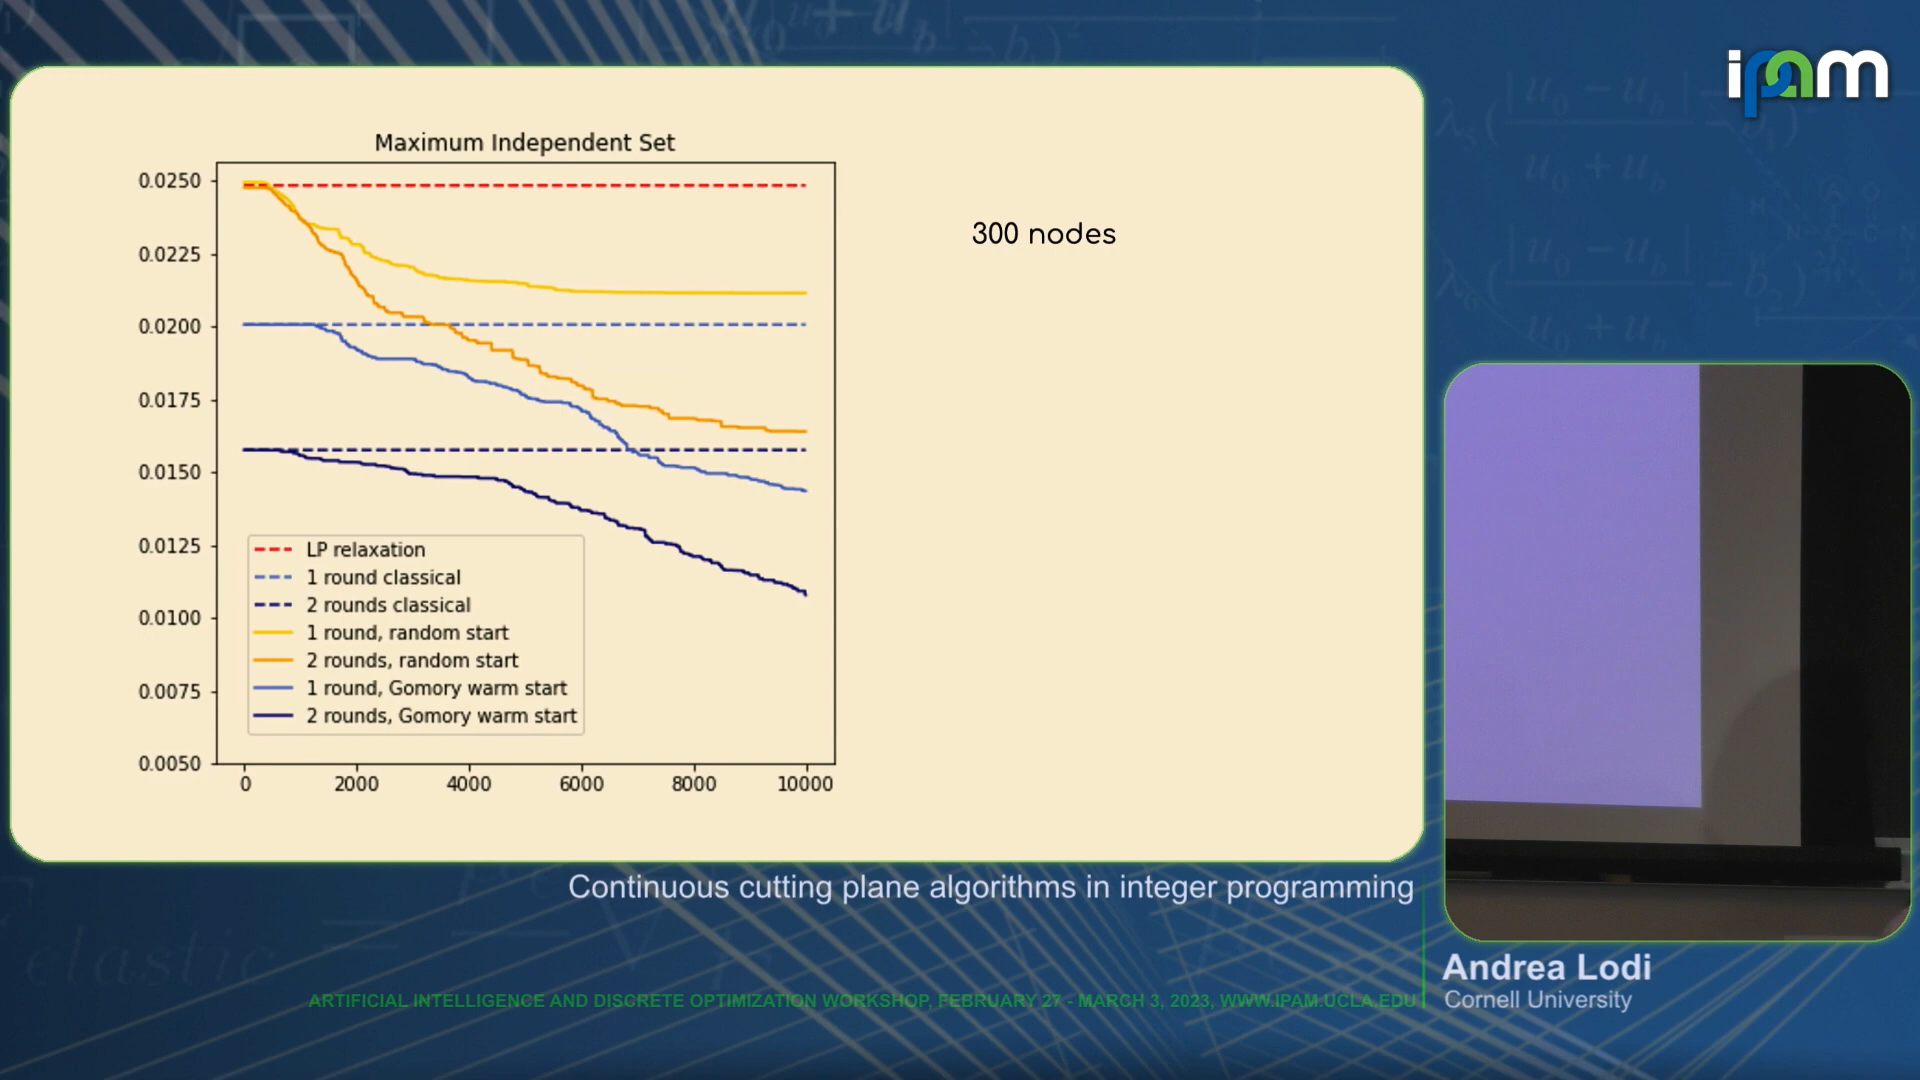 ipam
Maximum Independent Set
0.0250
0.0225
0.0200
0.0175
0.0150
0.0125
0.0100
0.0075
0.0050
0
2000
4000
6000
8000
10000
LP relaxation
1 round classical
2 rounds classical
1 round, random start
2 rounds, random start
1 round, Gomory warm start
2 rounds, Gomory warm start
300 nodes
Continuous cutting plane algorithms in integer programming
Andrea Lodi
Cornell University
ARTIFICIAL INTELLIGENCE AND DISCRETE OPTIMIZATION WORKSHOP, FEBRUARY 27 - MARCH 3, 2023, WWW.IPAM.UCLA.EDU
elastic